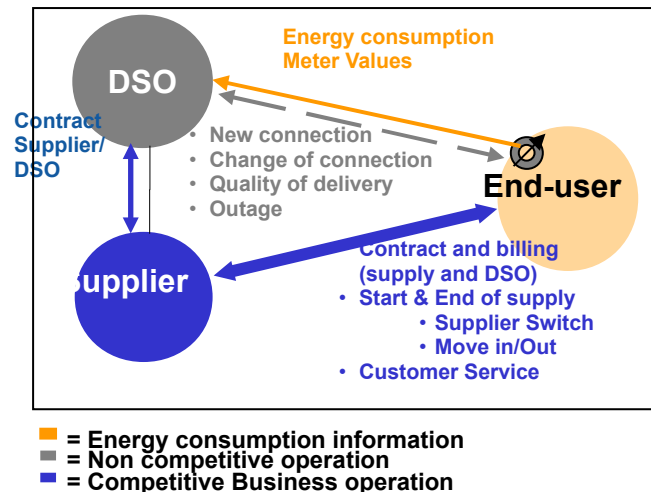 Energy consumption
Meter Values
DSO
Contract
Supplier/
DSO
• New connection
• Change of connection
• Quality of delivery
• Outage
End-user
Supplier
Contract and billing
(supply and DSO)
• Start & End of supply
• Supplier Switch
• Move in/Out
• Customer Service
= Energy consumption information
= Non competitive operation
= Competitive Business operation